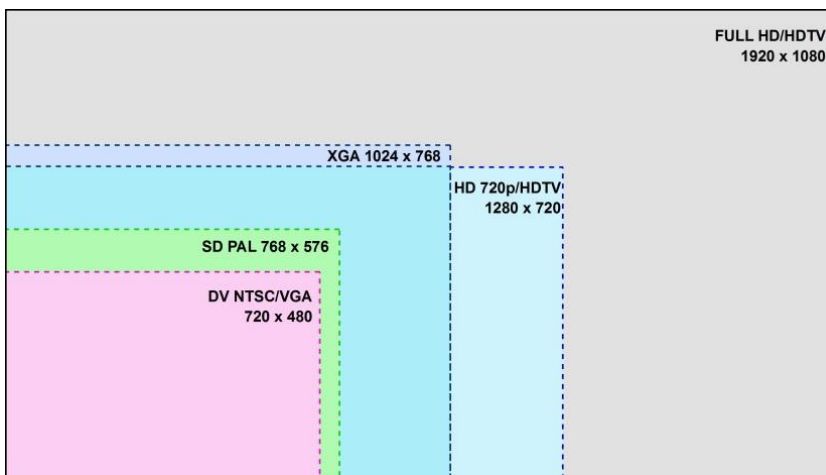 FULL HD/HDTV
1920 x 1080
XGA 1024 x 768
HD 720p/HDTV
1280 x 720
SD PAL 768 x 576
DV NTSC/VGA
720 x 480